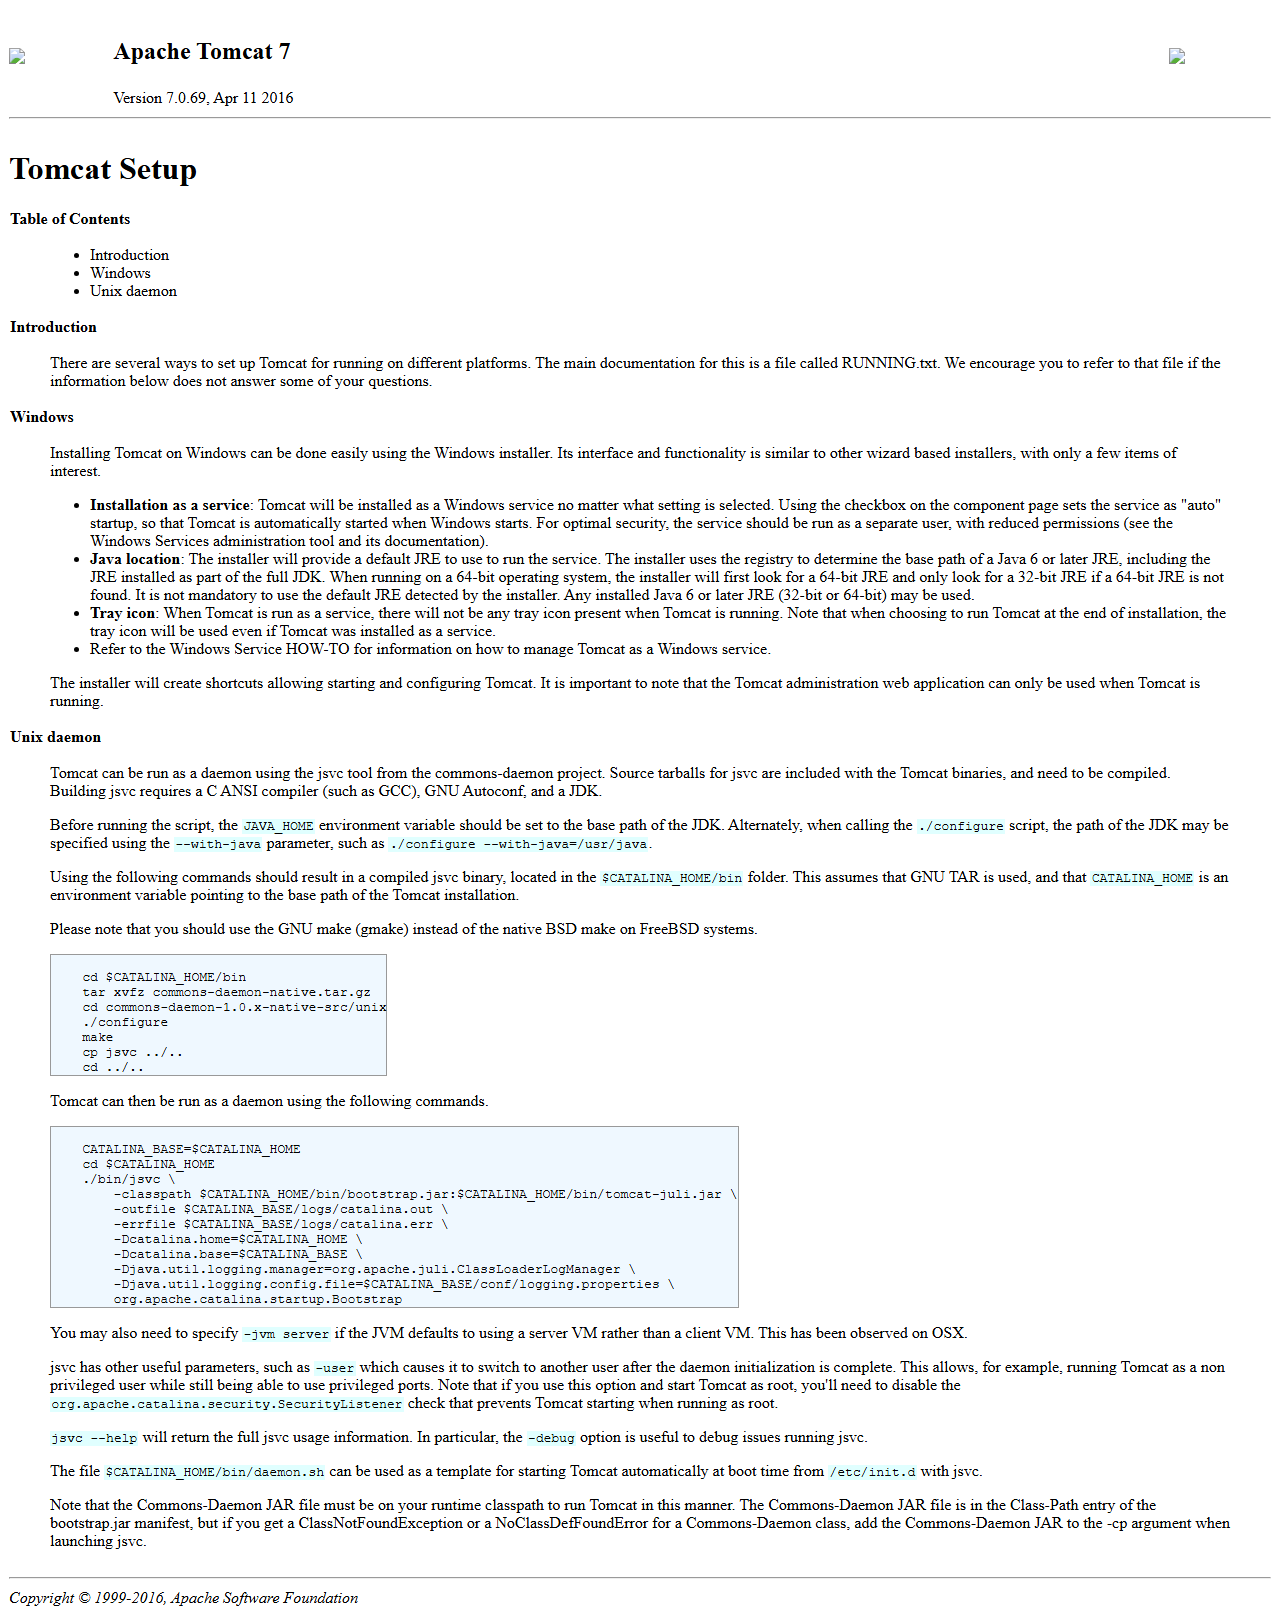 Apache Tomcat 7
Version 7.0.69, Apr 11 2016
Tomcat Setup
Table of Contents
• Introduction
• Windows
• Unix daemon
Introduction
There are several ways to set up Tomcat for running on different platforms. The main documentation for this is a file called RUNNING.txt. We encourage you to refer to that file if the
information below does not answer some of your questions.
Windows
Installing Tomcat on Windows can be done easily using the Windows installer. Its interface and functionality is similar to other wizard based installers, with only a few items of
interest.
• Installation as a service: Tomcat will be installed as a Windows service no matter what setting is selected. Using the checkbox on the component page sets the service as "auto"
startup, so that Tomcat is automatically started when Windows starts. For optimal security, the service should be run as a separate user, with reduced permissions (see the
Windows Services administration tool and its documentation).
• Java location: The installer will provide a default JRE to use to run the service. The installer uses the registry to determine the base path of a Java 6 or later JRE, including the
JRE installed as part of the full JDK. When running on a 64-bit operating system, the installer will first look for a 64-bit JRE and only look for a 32-bit JRE if a 64-bit JRE is not
found. It is not mandatory to use the default JRE detected by the installer. Any installed Java 6 or later JRE (32-bit or 64-bit) may be used.
• Tray icon: When Tomcat is run as a service, there will not be any tray icon present when Tomcat is running. Note that when choosing to run Tomcat at the end of installation, the
tray icon will be used even if Tomcat was installed as a service.
• Refer to the Windows Service HOW-TO for information on how to manage Tomcat as a Windows service.
The installer will create shortcuts allowing starting and configuring Tomcat. It is important to note that the Tomcat administration web application can only be used when Tomcat is
running.
Unix daemon
Tomcat can be run as a daemon using the jsvc tool from the commons-daemon project. Source tarballs for jsvc are included with the Tomcat binaries, and need to be compiled.
Building jsvc requires a C ANSI compiler (such as GCC), GNU Autoconf, and a JDK.
Before running the script, the JAVA_HOME environment variable should be set to the base path of the JDK. Alternately, when calling the ./configure script, the path of the JDK may be
specified using the --with-java parameter, such as ./configure --with-java=/usr/java.
Using the following commands should result in a compiled jsvc binary, located in the $CATALINA_HOME/bin folder. This assumes that GNU TAR is used, and that CATALINA_HOME is an
environment variable pointing to the base path of the Tomcat installation.
Please note that you should use the GNU make (gmake) instead of the native BSD make on FreeBSD systems.
cd $CATALINA_HOME/bin
tar xvfz commons-daemon-native.tar.gz
cd commons-daemon-1.0.x-native-src/unix
./configure
make
cp jsvc ../..
cd ../..
Tomcat can then be run as a daemon using the following commands.
CATALINA_BASE=$CATALINA_HOME
cd $CATALINA_HOME
./bin/jsvc \
-classpath $CATALINA_HOME/bin/bootstrap.jar:$CATALINA_HOME/bin/tomcat-juli.jar \
-outfile $CATALINA_BASE/logs/catalina.out \
-errfile $CATALINA_BASE/logs/catalina.err \
-Dcatalina.home=$CATALINA_HOME \
-Dcatalina.base=$CATALINA_BASE \
-Djava.util.logging.manager=org.apache.juli.ClassLoaderLogManager \
-Djava.util.logging.config.file=$CATALINA_BASE/conf/logging.properties \
org.apache.catalina.startup.Bootstrap
You may also need to specify -jvm server if the JVM defaults to using a server VM rather than a client VM. This has been observed on OSX.
jsvc has other useful parameters, such as -user which causes it to switch to another user after the daemon initialization is complete. This allows, for example, running Tomcat as a non
privileged user while still being able to use privileged ports. Note that if you use this option and start Tomcat as root, you'll need to disable the
org.apache.catalina.security.SecurityListener check that prevents Tomcat starting when running as root.
jsvc --help will return the full jsvc usage information. In particular, the -debug option is useful to debug issues running jsvc.
The file $CATALINA_HOME/bin/daemon.sh can be used as a template for starting Tomcat automatically at boot time from /etc/init.d with jsvc.
Note that the Commons-Daemon JAR file must be on your runtime classpath to run Tomcat in this manner. The Commons-Daemon JAR file is in the Class-Path entry of the
bootstrap.jar manifest, but if you get a ClassNotFoundException or a NoClassDefFoundError for a Commons-Daemon class, add the Commons-Daemon JAR to the -cp argument when
launching jsvc.
Copyright © 1999-2016, Apache Software Foundation